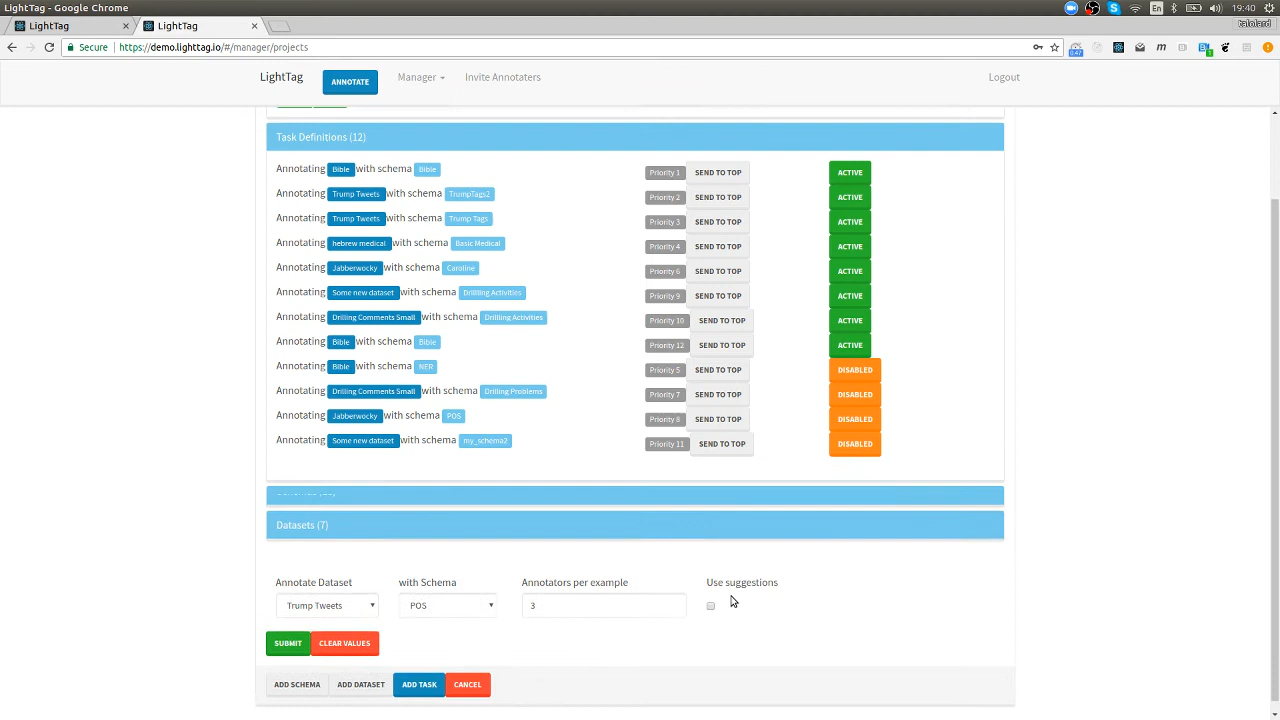 LightTag - Google Chrome
En
19:40
LightTag
LightTag
Palolard
Secure
https://demo.lighttag.io/#/manager/projects
LightTag
ANNOTATE
Manager
Invite Annotaters
Logout
Task Definitions (12)
Annotating Bible with schema Bible Priority 1 SEND TO TOP ACTIVE
Annotating Trump Tweets with schema TrumpTags2 Priority 2 SEND TO TOP ACTIVE
Annotating Trump Tweets with schema Trump Tags Priority 3 SEND TO TOP ACTIVE
Annotating hebrew medical with schema Basic Medical Priority 4 SEND TO TOP ACTIVE
Annotating Jabberwocky with schema Caroline Priority 6 SEND TO TOP ACTIVE
Annotating Some new dataset with schema Drilling Activities Priority 9 SEND TO TOP ACTIVE
Annotating Drilling Comments Small with schema Drilling Activities Priority 10 SEND TO TOP ACTIVE
Annotating Bible with schema Bible Priority 12 SEND TO TOP ACTIVE
Annotating Bible with schema NER Priority 5 SEND TO TOP DISABLED
Annotating Drilling Comments Small with schema Drilling Problems Priority 7 SEND TO TOP DISABLED
Annotating Jabberwocky with schema POS Priority 8 SEND TO TOP DISABLED
Annotating Some new dataset with schema my_schema2 Priority 11 SEND TO TOP DISABLED
Datasets (7)
Annotate Dataset with Schema Annotators per example Use suggestions
Trump Tweets POS 3
SUBMIT CLEAR VALUES
ADD SCHEMA ADD DATASET ADD TASK CANCEL